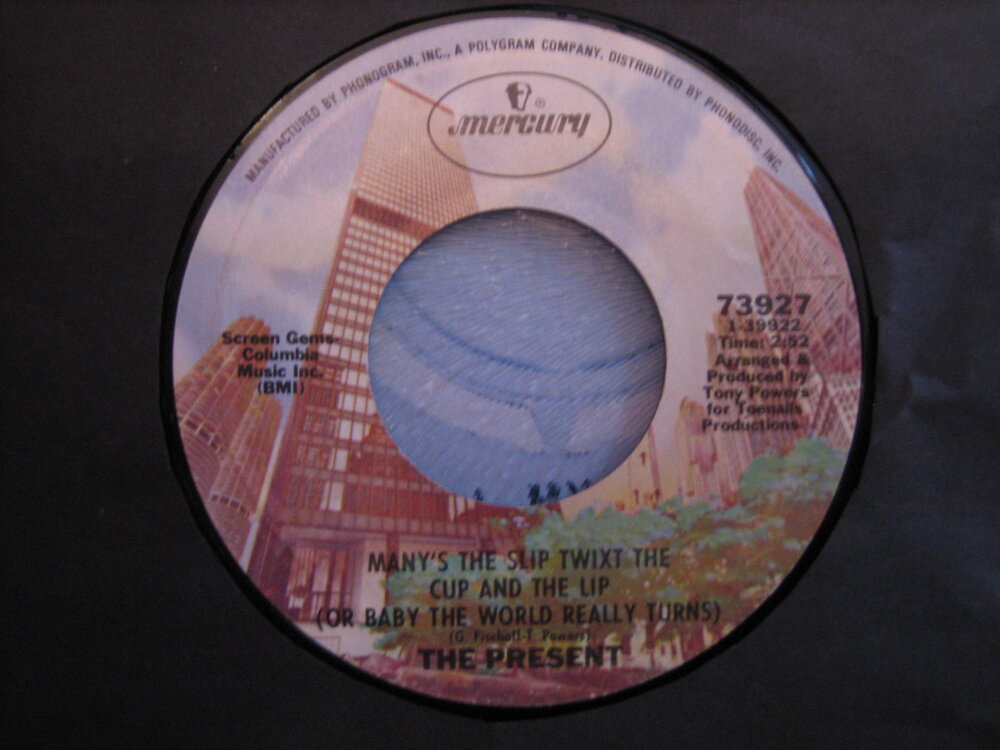 MANUFACTURED BY PHONOGRAM, INC., A POLYGRAM COMPANY. DISTRIBUTED BY PHONODISC, INC.
mercury ®
Screen Gems-
Columbia
Music Inc.
(BMI)
73927
1-39922
Time: 2:52
Arranged &
Produced by
Tony Powers
for Toenails
Productions
MANY'S THE SLIP TWIXT THE
CUP AND THE LIP
(OR BABY THE WORLD REALLY TURNS)
(G. Fischoff-T. Powers)
THE PRESENT